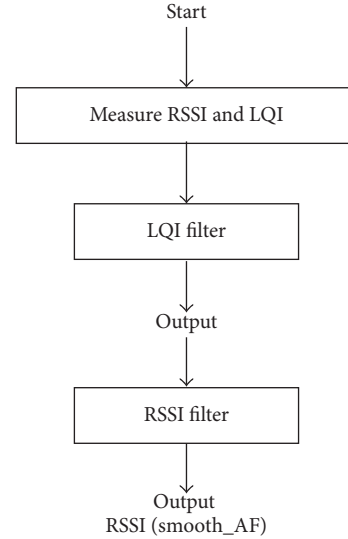 Start
Measure RSSI and LQI
LQI filter
Output
RSSI filter
Output
RSSI (smooth_AF)